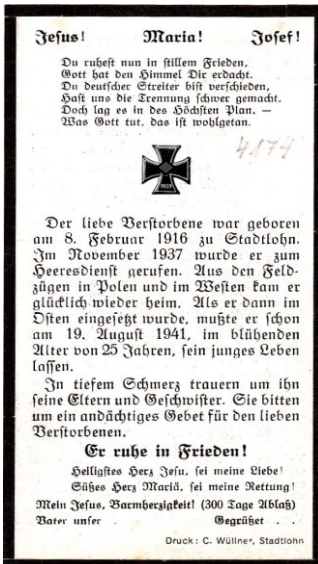 Jesus! Maria! Josef!
Du ruhest nun in stillem Frieden,
Gott hat den Himmel Dir erdacht.
Du deutscher Streiter bist verschieden,
Hast uns die Trennung schwer gemacht.
Doch lag es in des Höchsten Plan. —
Was Gott tut, das ist wohlgetan.
4174
1939
Der liebe Verstorbene war geboren
am 8. Februar 1916 zu Stadtlohn.
Im November 1937 wurde er zum
Heeresdienst gerufen. Aus den Feld-
zügen in Polen und im Westen kam er
glücklich wieder heim. Als er dann im
Osten eingesetzt wurde, mußte er schon
am 19. August 1941, im blühenden
Alter von 25 Jahren, sein junges Leben
lassen.
In tiefem Schmerz trauern um ihn
seine Eltern und Geschwister. Sie bitten
um ein andächtiges Gebet für den lieben
Verstorbenen.
Er ruhe in Frieden!
Heiligstes Herz Jesu, sei meine Liebe!
Süßes Herz Mariä, sei meine Rettung!
Mein Jesus, Barmherzigkeit! (300 Tage Ablaß)
Vater unser . Gegrüßet . .
Druck: C. Wüllner, Stadtlohn